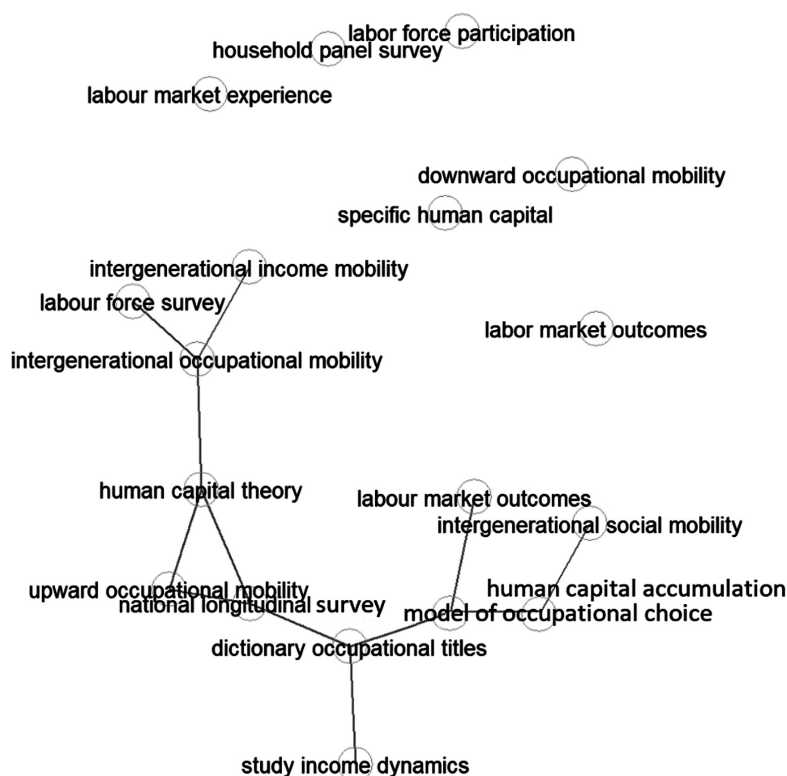 labor force participation
household panel survey
labour market experience
downward occupational mobility
specific human capital
intergenerational income mobility
labour force survey
labor market outcomes
intergenerational occupational mobility
human capital theory
labour market outcomes
intergenerational social mobility
upward occupational mobility
human capital accumulation
national longitudinal survey
model of occupational choice
dictionary occupational titles
study income dynamics